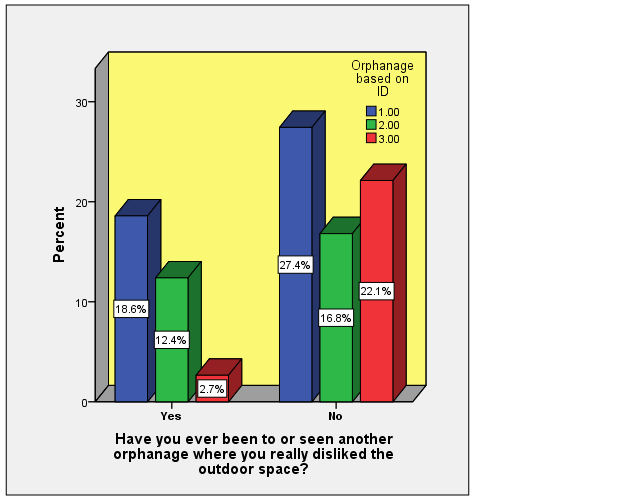 Orphanage
based on
ID
1.00
2.00
3.00
Percent
30
20
10
0
18.6%
12.4%
2.7%
27.4%
16.8%
22.1%
Yes
No
Have you ever been to or seen another
orphanage where you really disliked the
outdoor space?